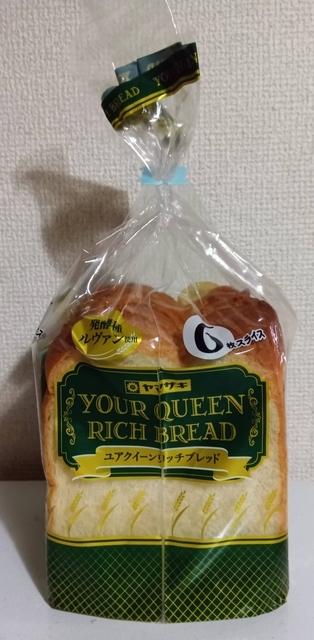 BREAD YOUR
発酵種
ルヴァン使用
6枚スライス
ヤマザキ
YOUR QUEEN
RICH BREAD
ユアクイーンリッチブレッド